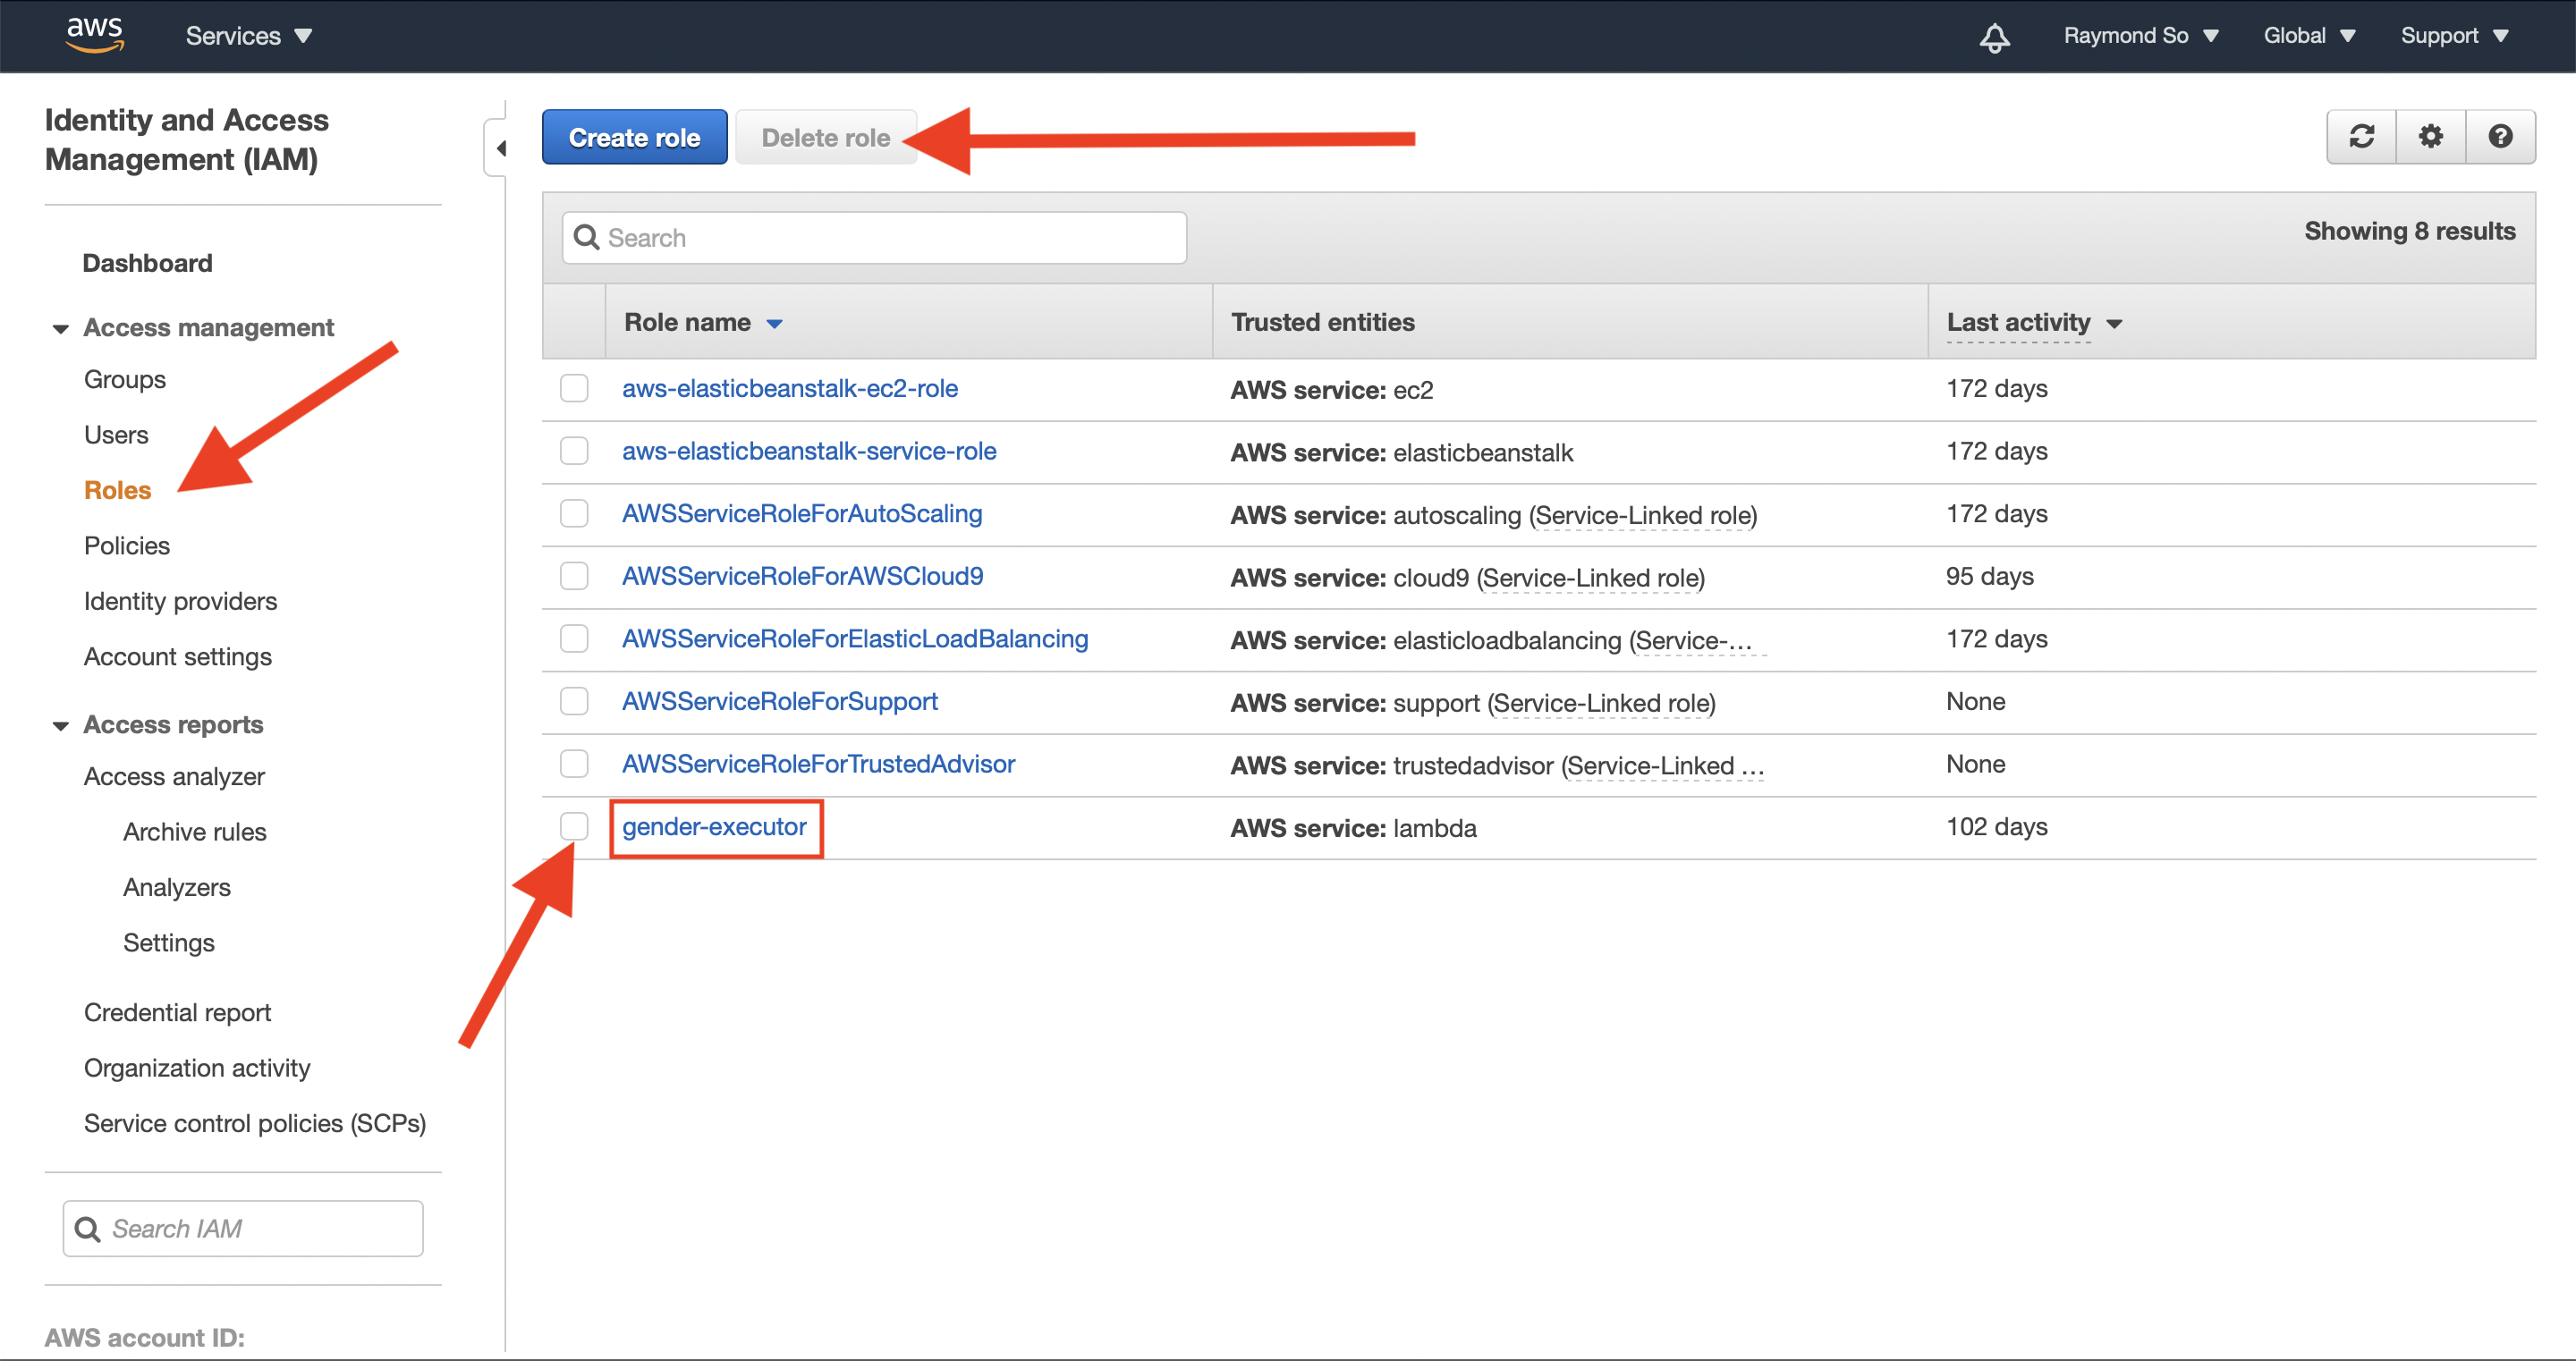 aws Services Raymond So Global Support
Identity and Access
Management (IAM)
Dashboard
Access management
Groups
Users
Roles
Policies
Identity providers
Account settings
Access reports
Access analyzer
Archive rules
Analyzers
Settings
Credential report
Organization activity
Service control policies (SCPs)
Search IAM
AWS account ID:
Create role Delete role
Search Showing 8 results
Role name Trusted entities Last activity
aws-elasticbeanstalk-ec2-role AWS service: ec2 172 days
aws-elasticbeanstalk-service-role AWS service: elasticbeanstalk 172 days
AWSServiceRoleForAutoScaling AWS service: autoscaling (Service-Linked role) 172 days
AWSServiceRoleForAWSCloud9 AWS service: cloud9 (Service-Linked role) 95 days
AWSServiceRoleForElasticLoadBalancing AWS service: elasticloadbalancing (Service-... 172 days
AWSServiceRoleForSupport AWS service: support (Service-Linked role) None
AWSServiceRoleForTrustedAdvisor AWS service: trustedadvisor (Service-Linked ... None
gender-executor AWS service: lambda 102 days